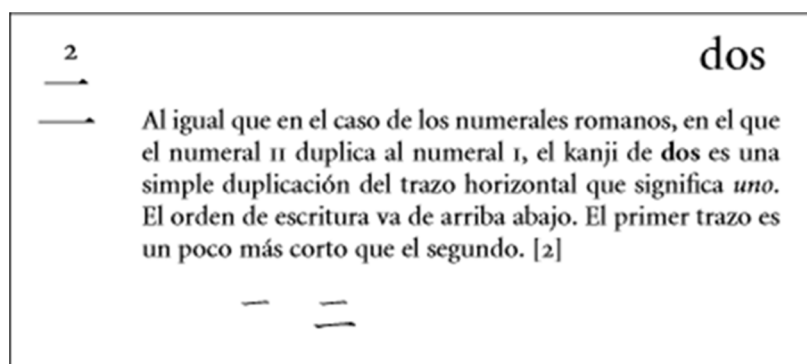 2
dos
二
Al igual que en el caso de los numerales romanos, en el que
el numeral II duplica al numeral I, el kanji de dos es una
simple duplicación del trazo horizontal que significa uno.
El orden de escritura va de arriba abajo. El primer trazo es
un poco más corto que el segundo. [2]
一 二